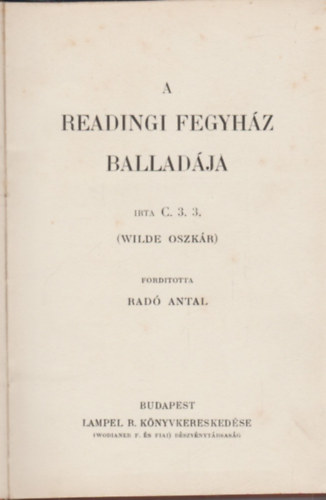 A
READINGI FEGYHÁZ
BALLADÁJA
IRTA C. 3. 3.
(WILDE OSZKÁR)
FORDITOTTA
RADÓ ANTAL
BUDAPEST
LAMPEL R. KÖNYVKERESKEDÉSE
(WODIANER F. ÉS FIAI) RÉSZVÉNYTÁRSASÁG